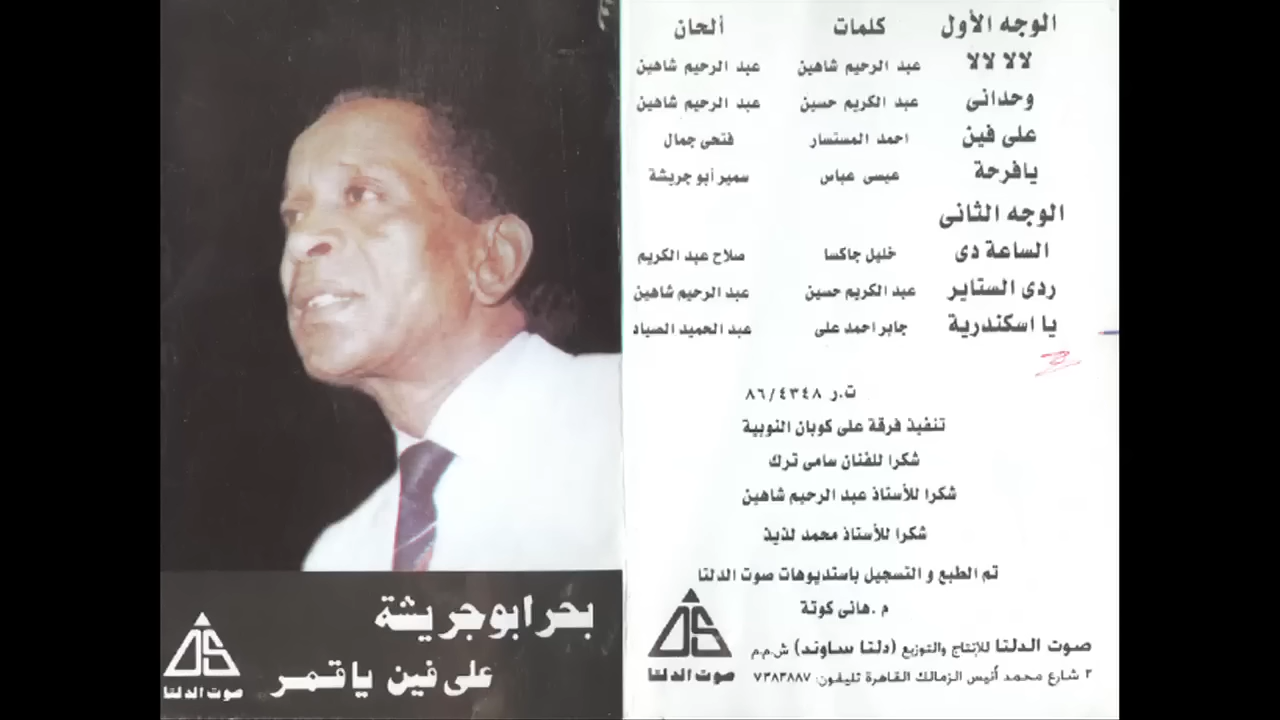 الوجه الأول كلمات ألحان
لالا لالا عبد الرحيم شاهين عبد الرحيم شاهين
وحدانى عبد الكريم حسين عبد الرحيم شاهين
على فين احمد المستسار فتحى جمال
يافرحة عيسى عباس سمير أبو جريشة
الوجه الثانى
الساعة دى خليل جاكسا صلاح عبد الكريم
ردى الستاير عبد الكريم حسين عبد الرحيم شاهين
يا اسكندرية جابر احمد على عبد الحميد الصياد
ت.ر ٨٦/٤٣٤٨
تنفيذ فرقة على كوبان النوبية
شكرا للفنان سامى ترك
شكرا للأستاذ عبد الرحيم شاهين
شكرا للأستاذ محمد لذيذ
تم الطبع و التسجيل باستديوهات صوت الدلتا
م .هانى كوتة
صوت الدلتا للإنتاج والتوزيع (دلتا ساوند) ش.م.م
٢ شارع محمد أنيس الزمالك القاهرة تليفون: ٧٣٨٣٨٨٧
صوت الدلتا
بحر ابو جريشة
على فين يا قمر
صوت الدلتا